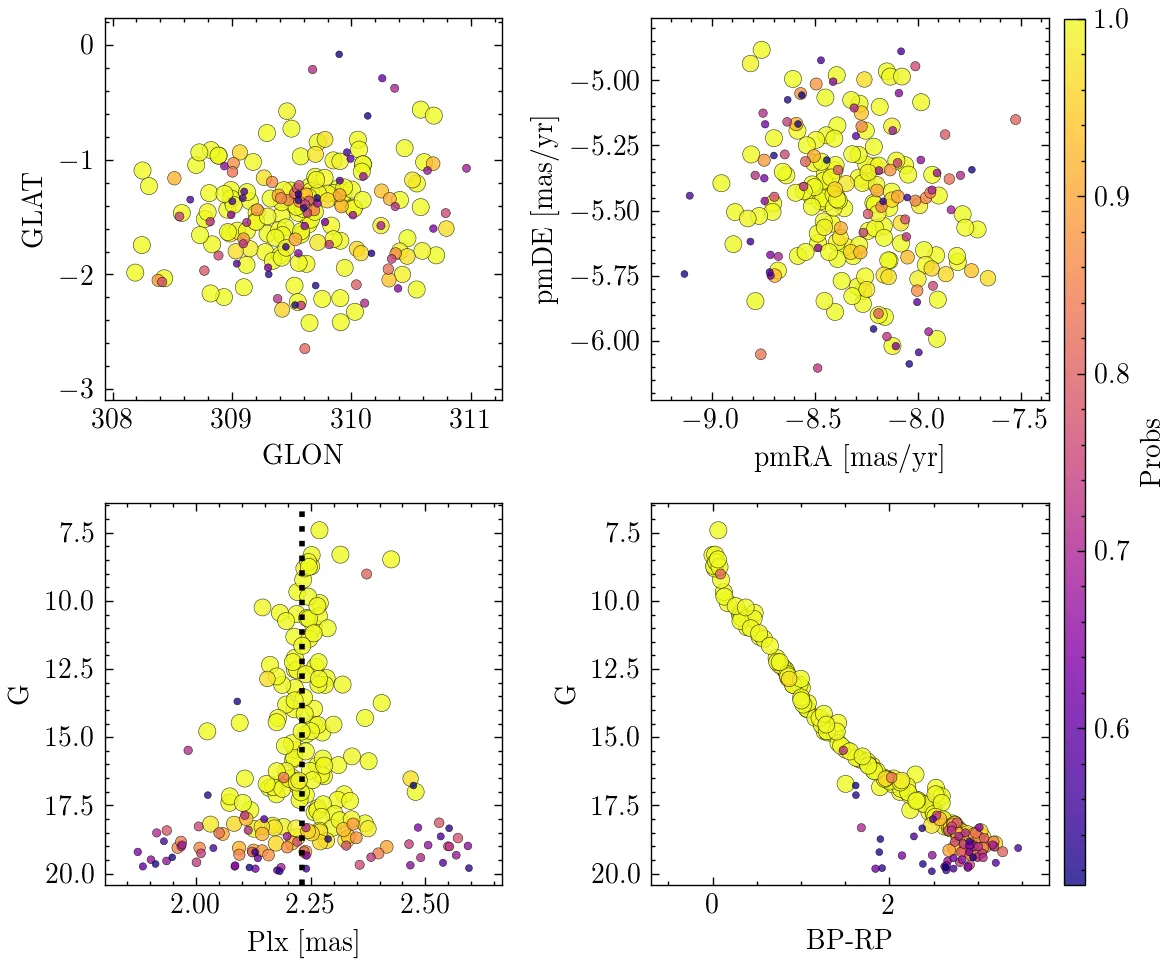 0
−1
−2
−3
GLAT
308 309 310 311
GLON
−5.00
−5.25
−5.50
−5.75
−6.00
pmDE [mas/yr]
−9.0 −8.5 −8.0 −7.5
pmRA [mas/yr]
7.5
10.0
12.5
15.0
17.5
20.0
G
2.00 2.25 2.50
Plx [mas]
7.5
10.0
12.5
15.0
17.5
20.0
G
0 2
BP-RP
1.0
0.9
0.8
0.7
0.6
Probs